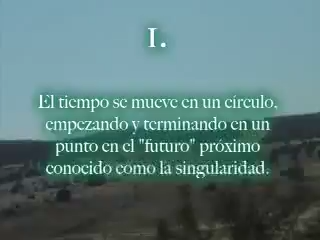 I.
El tiempo se mueve en un círculo,
empezando y terminando en un
punto en el "futuro" próximo
conocido como la singularidad.